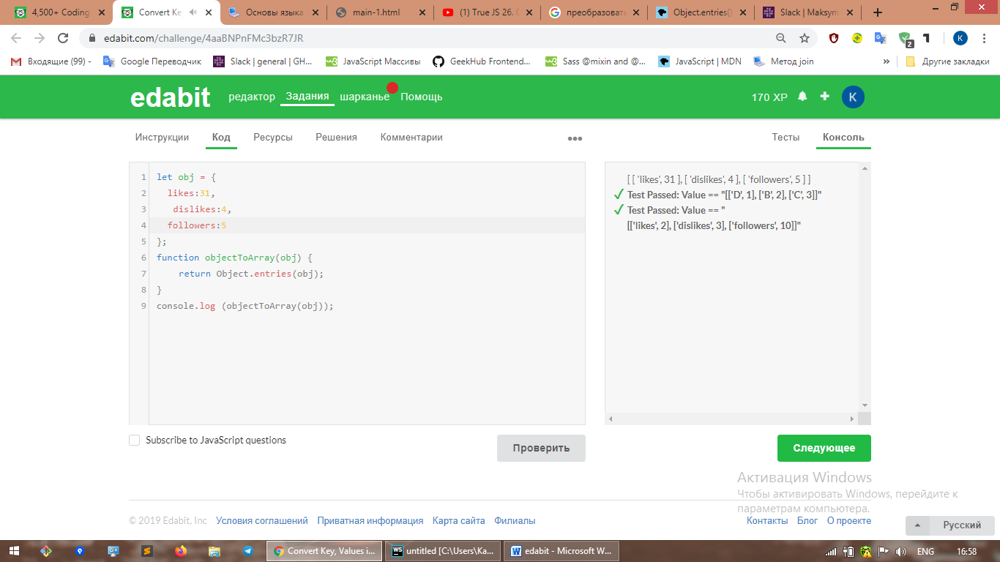 4,500+ Coding
Convert Ke
Основы языка
main-1.html
(1) True JS 26. С
преобразовать
Object.entries()
Slack | Maksym
edabit.com/challenge/4aaBNPnFMc3bzR7JR
Входящие (99) -
Google Переводчик
Slack | general | GH...
JavaScript Массивы
GeekHub Frontend...
Sass @mixin and @...
JavaScript | MDN
Метод join
»
Другие закладки
edabit
редактор Задания шарканье Помощь
170 XP
K
Инструкции Код Ресурсы Решения Комментарии
Тесты Консоль
1 let obj = {
2 likes:31,
3 dislikes:4,
4 followers:5
5 };
6 function objectToArray(obj) {
7 return Object.entries(obj);
8 }
9 console.log (objectToArray(obj));
[ [ 'likes', 31 ], [ 'dislikes', 4 ], [ 'followers', 5 ] ]
Test Passed: Value == "[['D', 1], ['B', 2], ['C', 3]]"
Test Passed: Value == "
[['likes', 2], ['dislikes', 3], ['followers', 10]]"
Subscribe to JavaScript questions
Проверить
Следующее
Активация Windows
Чтобы активировать Windows, перейдите к
параметрам компьютера.
© 2019 Edabit, Inc Условия соглашений Приватная информация Карта сайта Филиалы
Контакты Блог О проекте
Русский
Convert Key, Values i...
untitled [C:\Users\Ka...
edabit - Microsoft W...
ENG
16:58